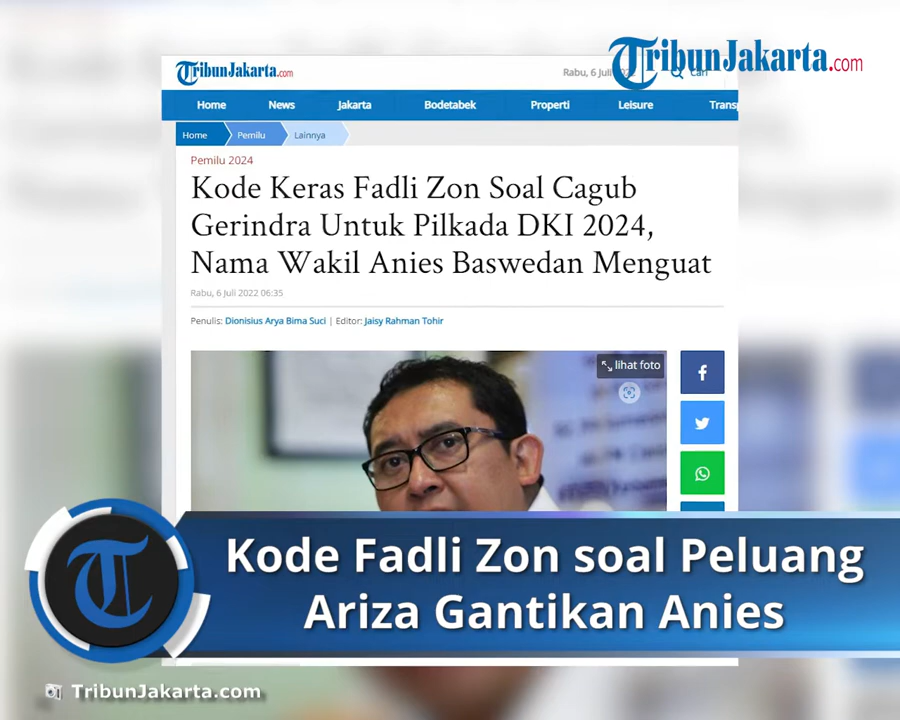 TribunJakarta.com
TribunJakarta.com
Rabu, 6 Juli
Cari
Home News Jakarta Bodetabek Properti Leisure Transp
Home Pemilu Lainnya
Pemilu 2024
Kode Keras Fadli Zon Soal Cagub
Gerindra Untuk Pilkada DKI 2024,
Nama Wakil Anies Baswedan Menguat
Rabu, 6 Juli 2022 06:35
Penulis: Dionisius Arya Bima Suci | Editor: Jaisy Rahman Tohir
lihat foto
Kode Fadli Zon soal Peluang
Ariza Gantikan Anies
TribunJakarta.com